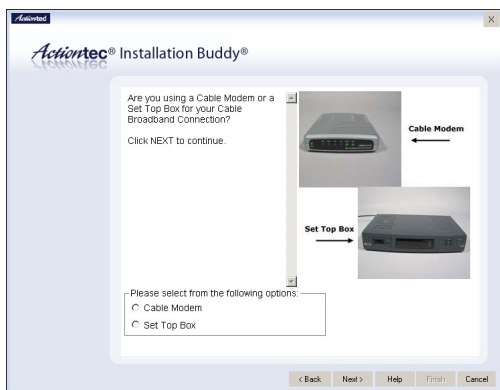 Actiontec
X
Actiontec® Installation Buddy®
Are you using a Cable Modem or a
Set Top Box for your Cable
Broadband Connection?
Click NEXT to continue.
Cable Modem
Set Top Box
Please select from the following options:
Cable Modem
Set Top Box
< Back Next > Help Finish Cancel